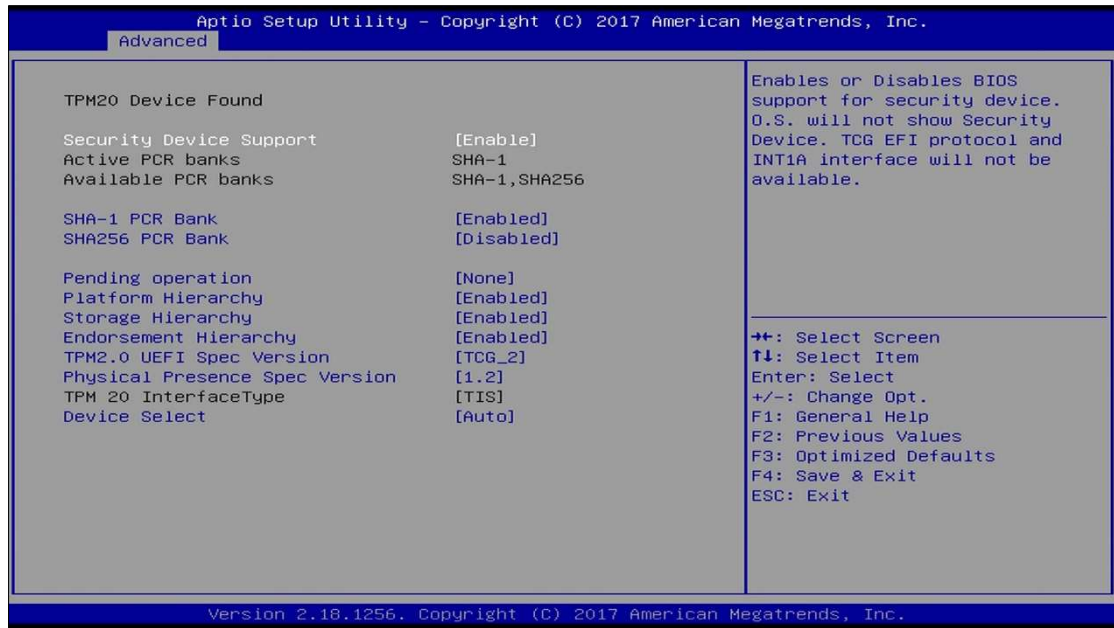 Aptio Setup Utility – Copyright (C) 2017 American Megatrends, Inc.
Advanced
TPM20 Device Found
Security Device Support [Enable]
Active PCR banks SHA-1
Available PCR banks SHA-1,SHA256
SHA-1 PCR Bank [Enabled]
SHA256 PCR Bank [Disabled]
Pending operation [None]
Platform Hierarchy [Enabled]
Storage Hierarchy [Enabled]
Endorsement Hierarchy [Enabled]
TPM2.0 UEFI Spec Version [TCG_2]
Physical Presence Spec Version [1.2]
TPM 20 InterfaceType [TIS]
Device Select [Auto]
Enables or Disables BIOS
support for security device.
O.S. will not show Security
Device. TCG EFI protocol and
INT1A interface will not be
available.
→←: Select Screen
↑↓: Select Item
Enter: Select
+/-: Change Opt.
F1: General Help
F2: Previous Values
F3: Optimized Defaults
F4: Save & Exit
ESC: Exit
Version 2.18.1256. Copyright (C) 2017 American Megatrends, Inc.